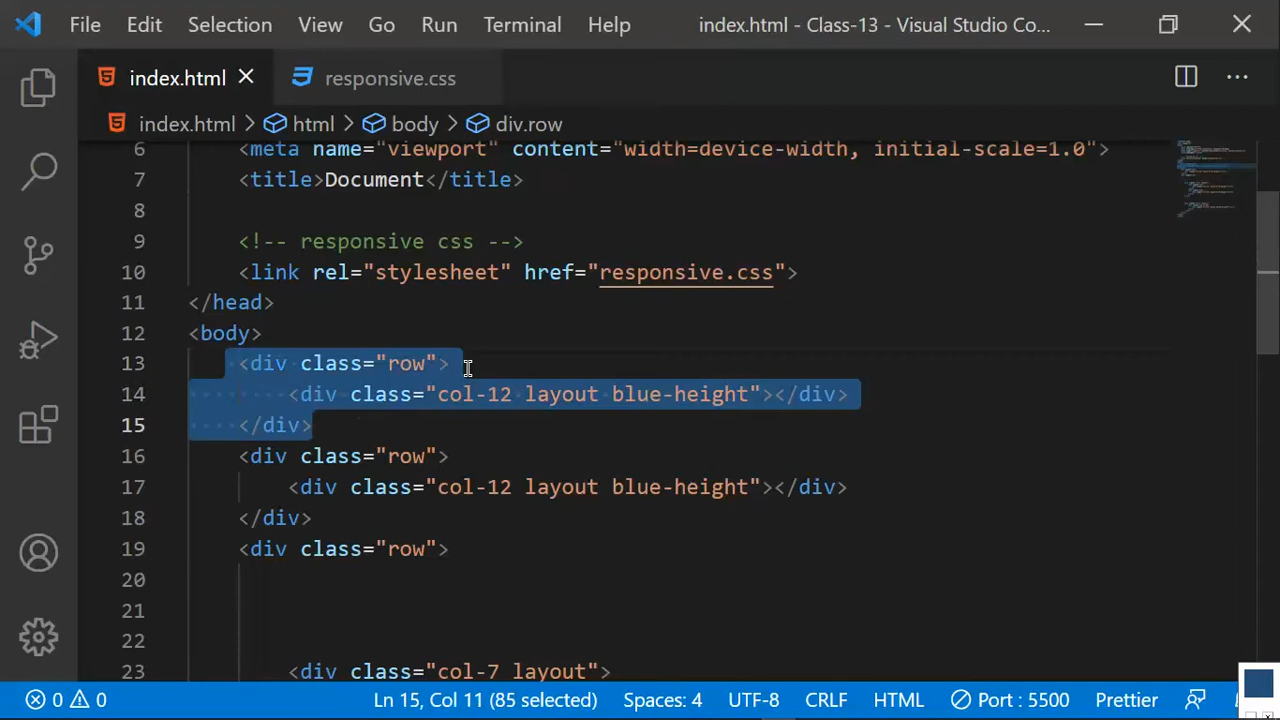 File Edit Selection View Go Run Terminal Help index.html - Class-13 - Visual Studio Co...
index.html responsive.css
index.html html body div.row
6 <meta name="viewport" content="width=device-width, initial-scale=1.0">
7 <title>Document</title>
8
9 <!-- responsive css -->
10 <link rel="stylesheet" href="responsive.css">
11 </head>
12 <body>
13 <div class="row">
14 <div class="col-12 layout blue-height"></div>
15 </div>
16 <div class="row">
17 <div class="col-12 layout blue-height"></div>
18 </div>
19 <div class="row">
20
21
22
23 <div class="col-7 layout">
0 0 Ln 15, Col 11 (85 selected) Spaces: 4 UTF-8 CRLF HTML Port : 5500 Prettier